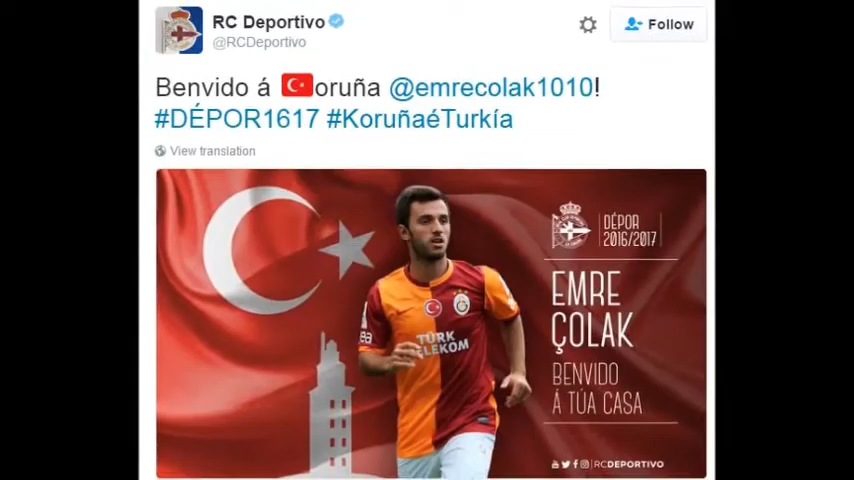 RC Deportivo
@RCDeportivo
Follow
Benvido á 🇹🇷oruña @emrecolak1010!
#DÉPOR1617 #KoruñaéTurkía
View translation
DÉPOR
2016/2017
EMRE
ÇOLAK
BENVIDO
Á TÚA CASA
TÜRK
TELEKOM
RCDEPORTIVO